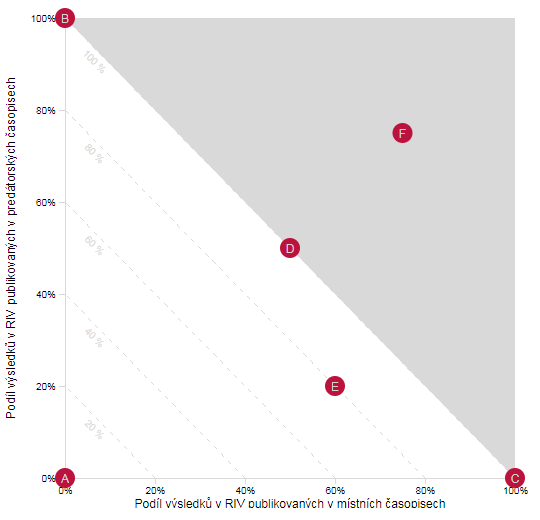 100%
B
100 %
80%
F
80 %
60%
60 %
D
40%
40 %
20%
E
20 %
0%
A
C
0%
20%
40%
60%
80%
100%
Podíl výsledků v RIV publikovaných v místních časopisech
Podíl výsledků v RIV publikovaných v predátorských časopisech